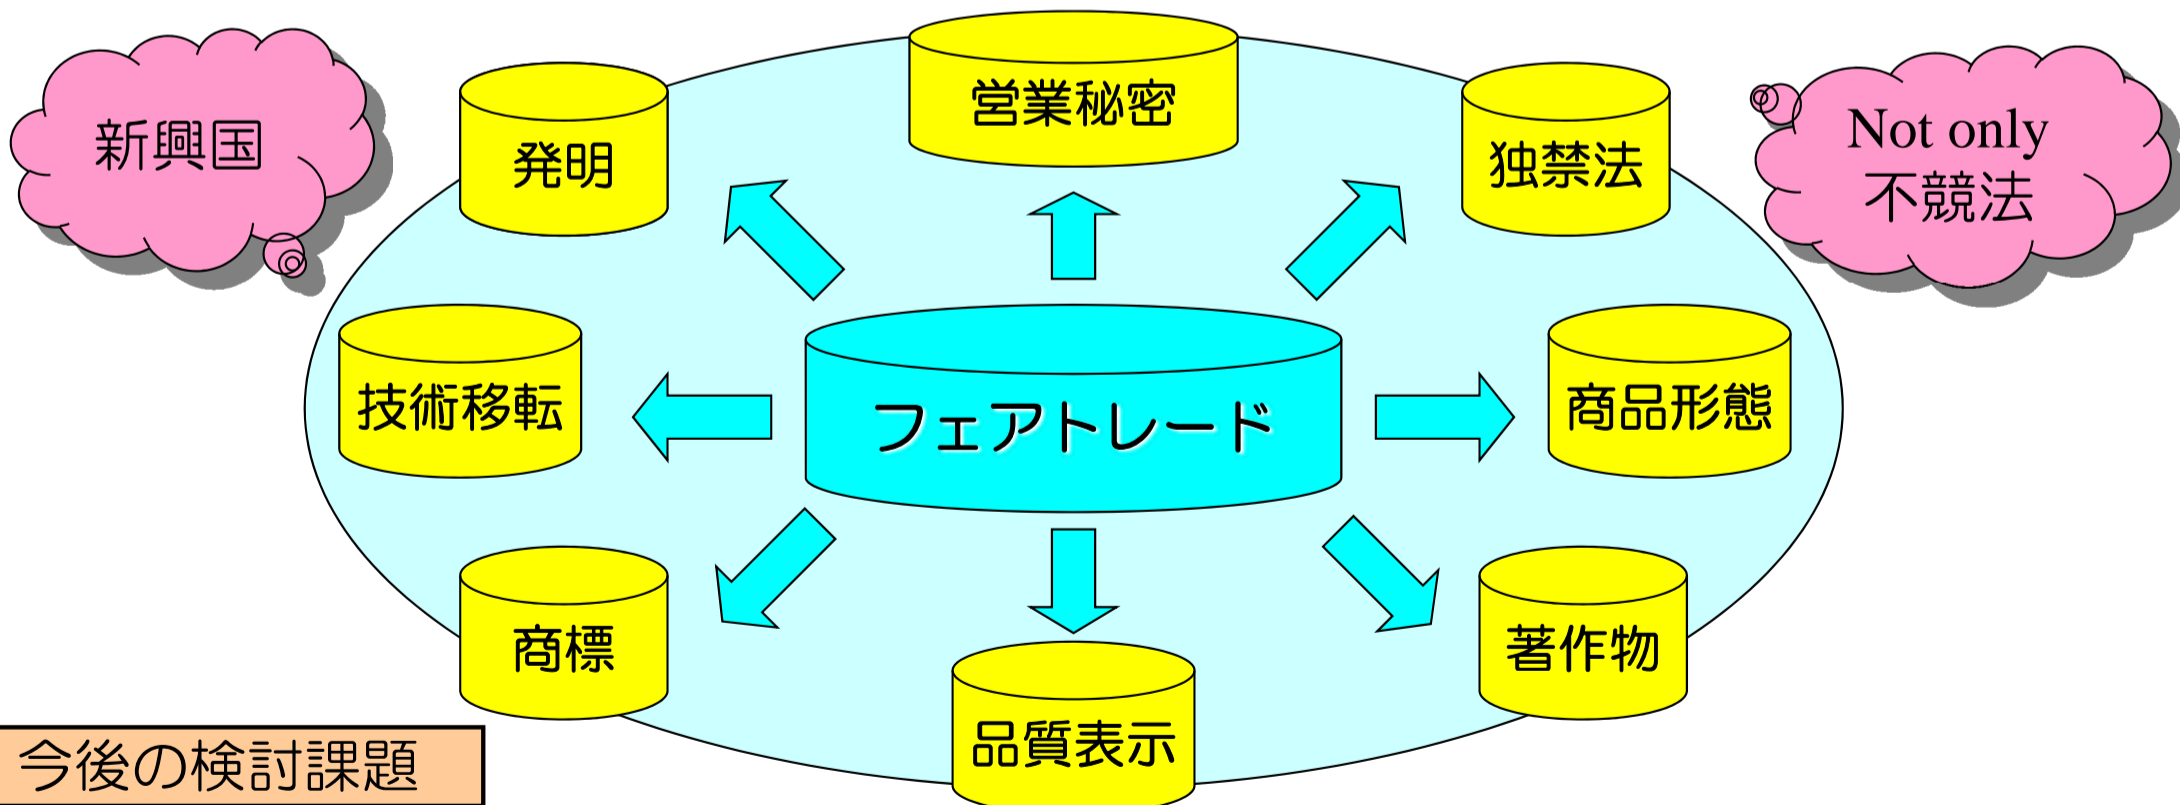 営業秘密
新興国
発明
独禁法
Not only
不競法
技術移転
フェアトレード
商品形態
商標
著作物
品質表示
今後の検討課題